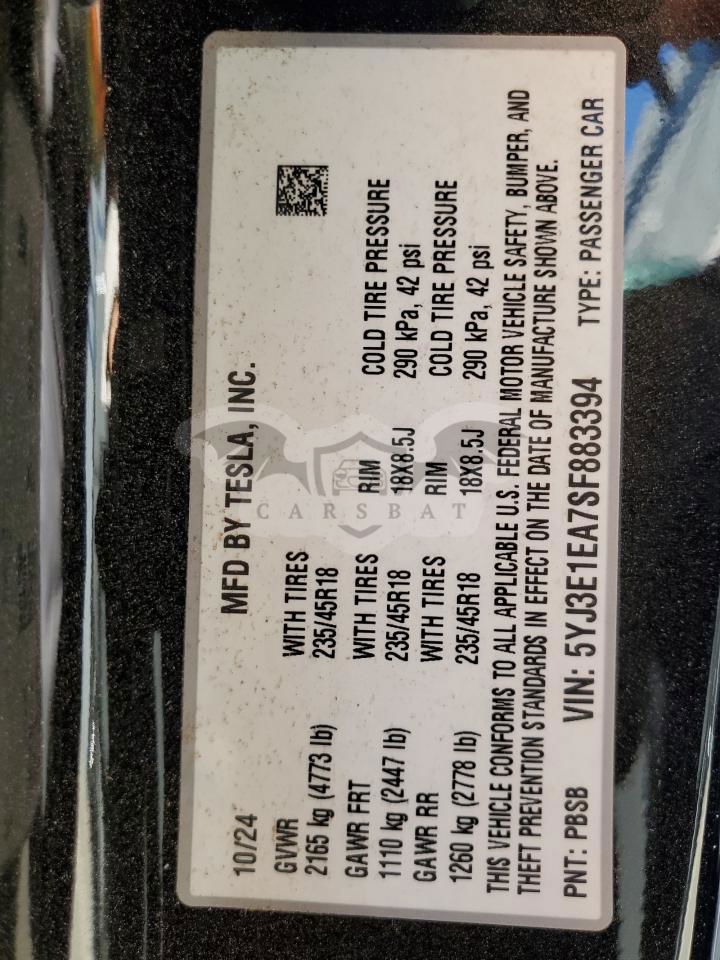 10/24 MFD BY TESLA, INC.
GVWR WITH TIRES
2165 kg (4773 lb) 235/45R18
GAWR FRT WITH TIRES RIM COLD TIRE PRESSURE
1110 kg (2447 lb) 235/45R18 18X8.5J 290 kPa, 42 psi
GAWR RR WITH TIRES RIM COLD TIRE PRESSURE
1260 kg (2778 lb) 235/45R18 18X8.5J 290 kPa, 42 psi
THIS VEHICLE CONFORMS TO ALL APPLICABLE U.S. FEDERAL MOTOR VEHICLE SAFETY, BUMPER, AND
THEFT PREVENTION STANDARDS IN EFFECT ON THE DATE OF MANUFACTURE SHOWN ABOVE.
PNT: PBSB VIN: 5YJ3E1EA7SF883394 TYPE: PASSENGER CAR
CARSBAT